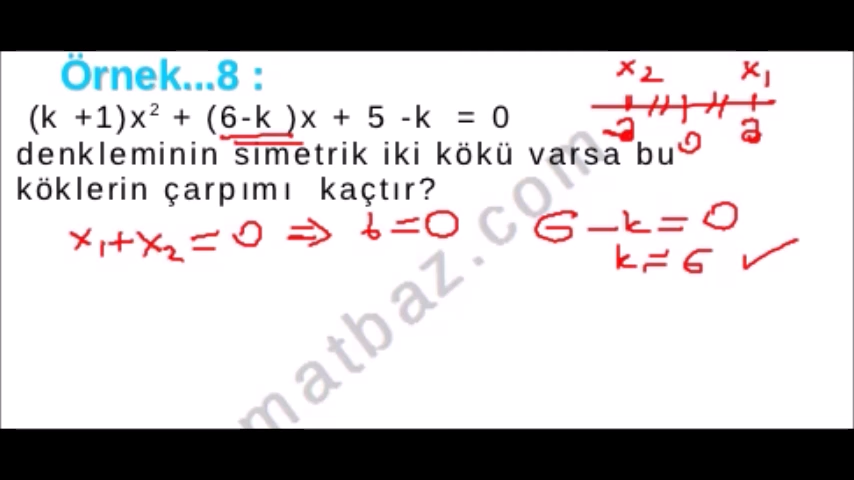 Örnek...8 :
x₂ x₁
(k +1)x² + (6-k )x + 5 -k = 0
-a 0 a
denkleminin simetrik iki kökü varsa bu
köklerin çarpımı kaçtır?
x₁+x₂=0 ⇒ b=0 6-k=0
k=6 ✓
matbaz.com